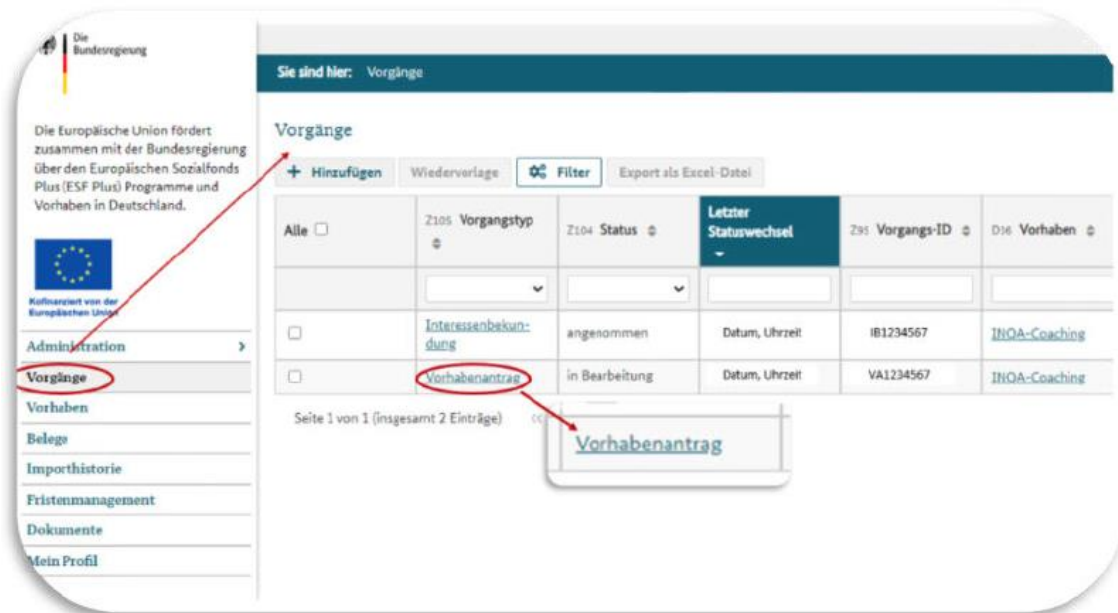 Die
Bundesregierung
Die Europäische Union fördert
zusammen mit der Bundesregierung
über den Europäischen Sozialfonds
Plus (ESF Plus) Programme und
Vorhaben in Deutschland.
Kofinanziert von der
Europäischen Union
Administration
Vorgänge
Vorhaben
Belege
Importhistorie
Fristenmanagement
Dokumente
Mein Profil
Sie sind hier: Vorgänge
Vorgänge
+ Hinzufügen Wiedervorlage Filter Export als Excel-Datei
Alle Z105 Vorgangstyp Z104 Status Letzter Statuswechsel Z95 Vorgangs-ID D16 Vorhaben
Interessenbekun-
dung angenommen Datum, Uhrzeit IB1234567 INQA-Coaching
Vorhabenantrag in Bearbeitung Datum, Uhrzeit VA1234567 INQA-Coaching
Seite 1 von 1 (insgesamt 2 Einträge)
Vorhabenantrag